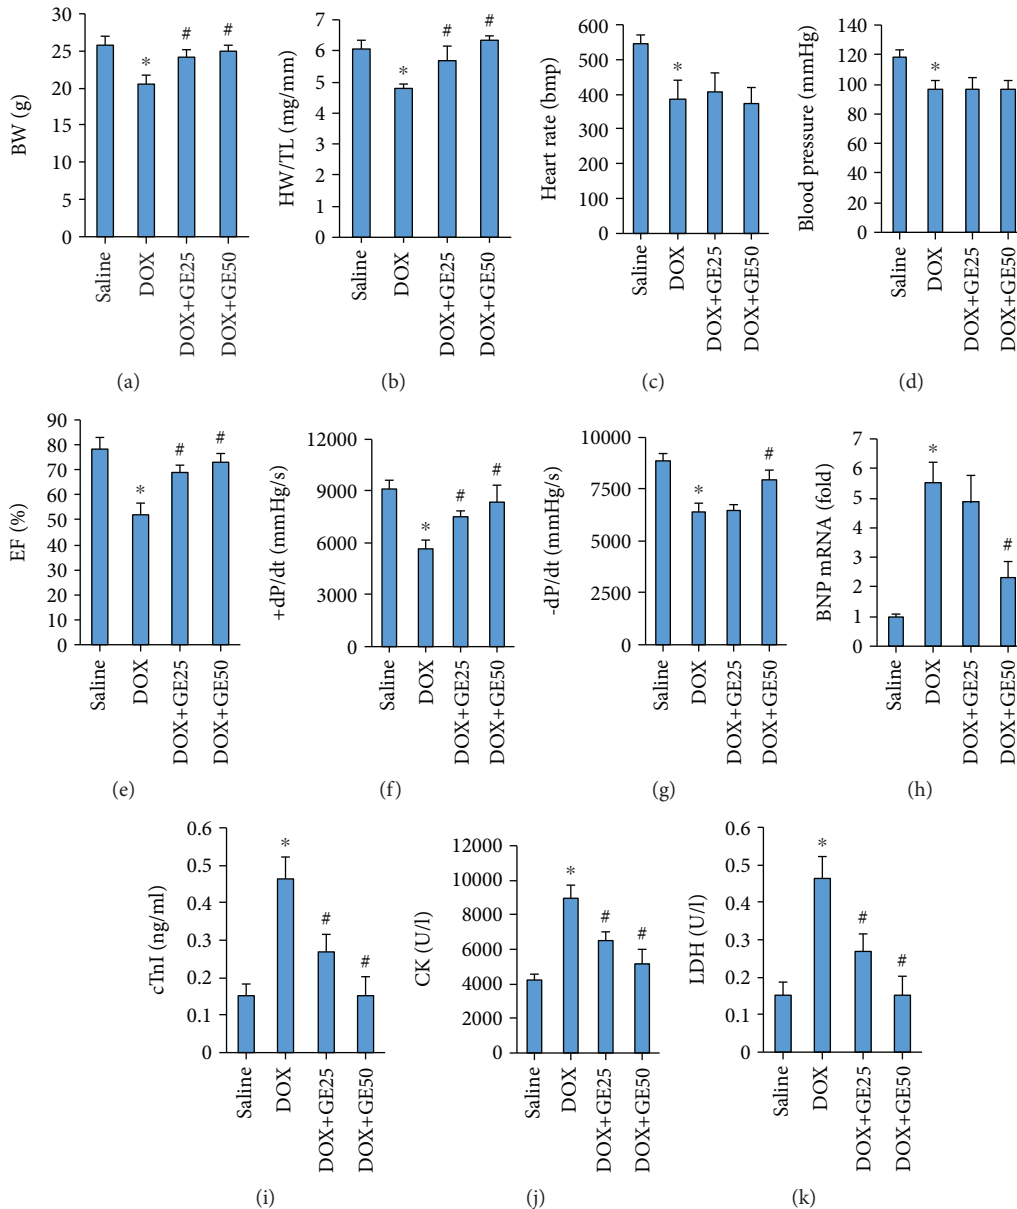 30
25
20
15
10
5
0
BW (g)
*
#
#
Saline
DOX
DOX+GE25
DOX+GE50
(a)
7
6
5
4
3
2
1
0
HW/TL (mg/mm)
*
#
#
Saline
DOX
DOX+GE25
DOX+GE50
(b)
600
500
400
300
200
100
0
Heart rate (bmp)
*
Saline
DOX
DOX+GE25
DOX+GE50
(c)
140
120
100
80
60
40
20
0
Blood pressure (mmHg)
*
Saline
DOX
DOX+GE25
DOX+GE50
(d)
90
80
70
60
50
40
30
20
10
0
EF (%)
*
#
#
Saline
DOX
DOX+GE25
DOX+GE50
(e)
12000
9000
6000
3000
0
+dP/dt (mmHg/s)
*
#
#
Saline
DOX
DOX+GE25
DOX+GE50
(f)
10000
7500
5000
2500
0
-dP/dt (mmHg/s)
*
#
Saline
DOX
DOX+GE25
DOX+GE50
(g)
7
6
5
4
3
2
1
0
BNP mRNA (fold)
*
#
Saline
DOX
DOX+GE25
DOX+GE50
(h)
0.6
0.5
0.4
0.3
0.2
0.1
0
cTnI (ng/ml)
*
#
#
Saline
DOX
DOX+GE25
DOX+GE50
(i)
12000
10000
8000
6000
4000
2000
0
CK (U/l)
*
#
#
Saline
DOX
DOX+GE25
DOX+GE50
(j)
0.6
0.5
0.4
0.3
0.2
0.1
0
LDH (U/l)
*
#
#
Saline
DOX
DOX+GE25
DOX+GE50
(k)